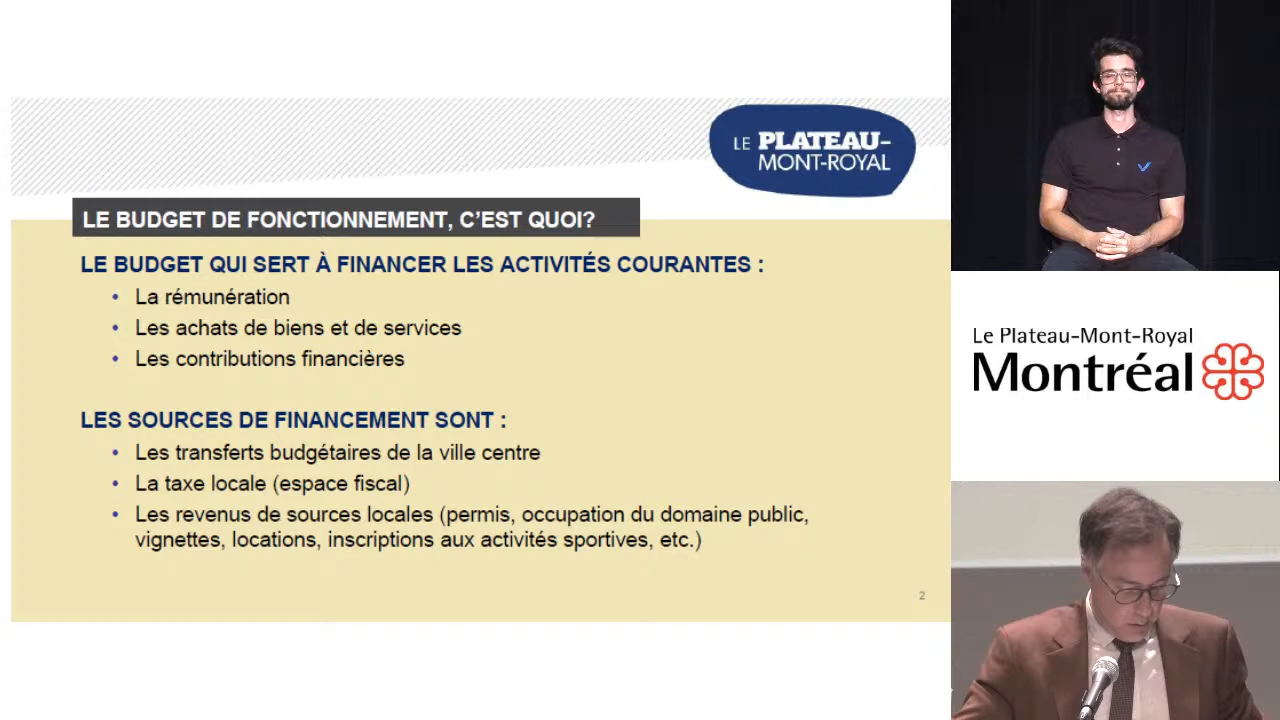 LE PLATEAU-
MONT-ROYAL
LE BUDGET DE FONCTIONNEMENT, C'EST QUOI?
LE BUDGET QUI SERT À FINANCER LES ACTIVITÉS COURANTES :
• La rémunération
• Les achats de biens et de services
• Les contributions financières
LES SOURCES DE FINANCEMENT SONT :
• Les transferts budgétaires de la ville centre
• La taxe locale (espace fiscal)
• Les revenus de sources locales (permis, occupation du domaine public,
vignettes, locations, inscriptions aux activités sportives, etc.)
2
Le Plateau-Mont-Royal
Montréal